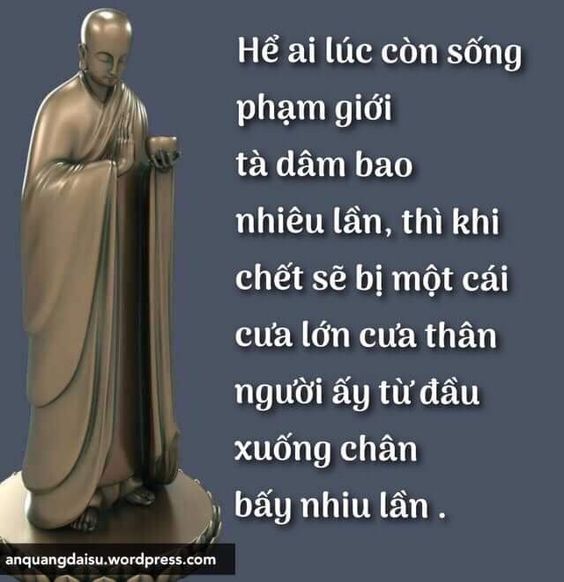 Hể ai lúc còn sống
phạm giới
tà dâm bao
nhiêu lần, thì khi
chết sẽ bị một cái
cưa lớn cưa thân
người ấy từ đầu
xuống chân
bấy nhiu lần .
anquangdaisu.wordpress.com